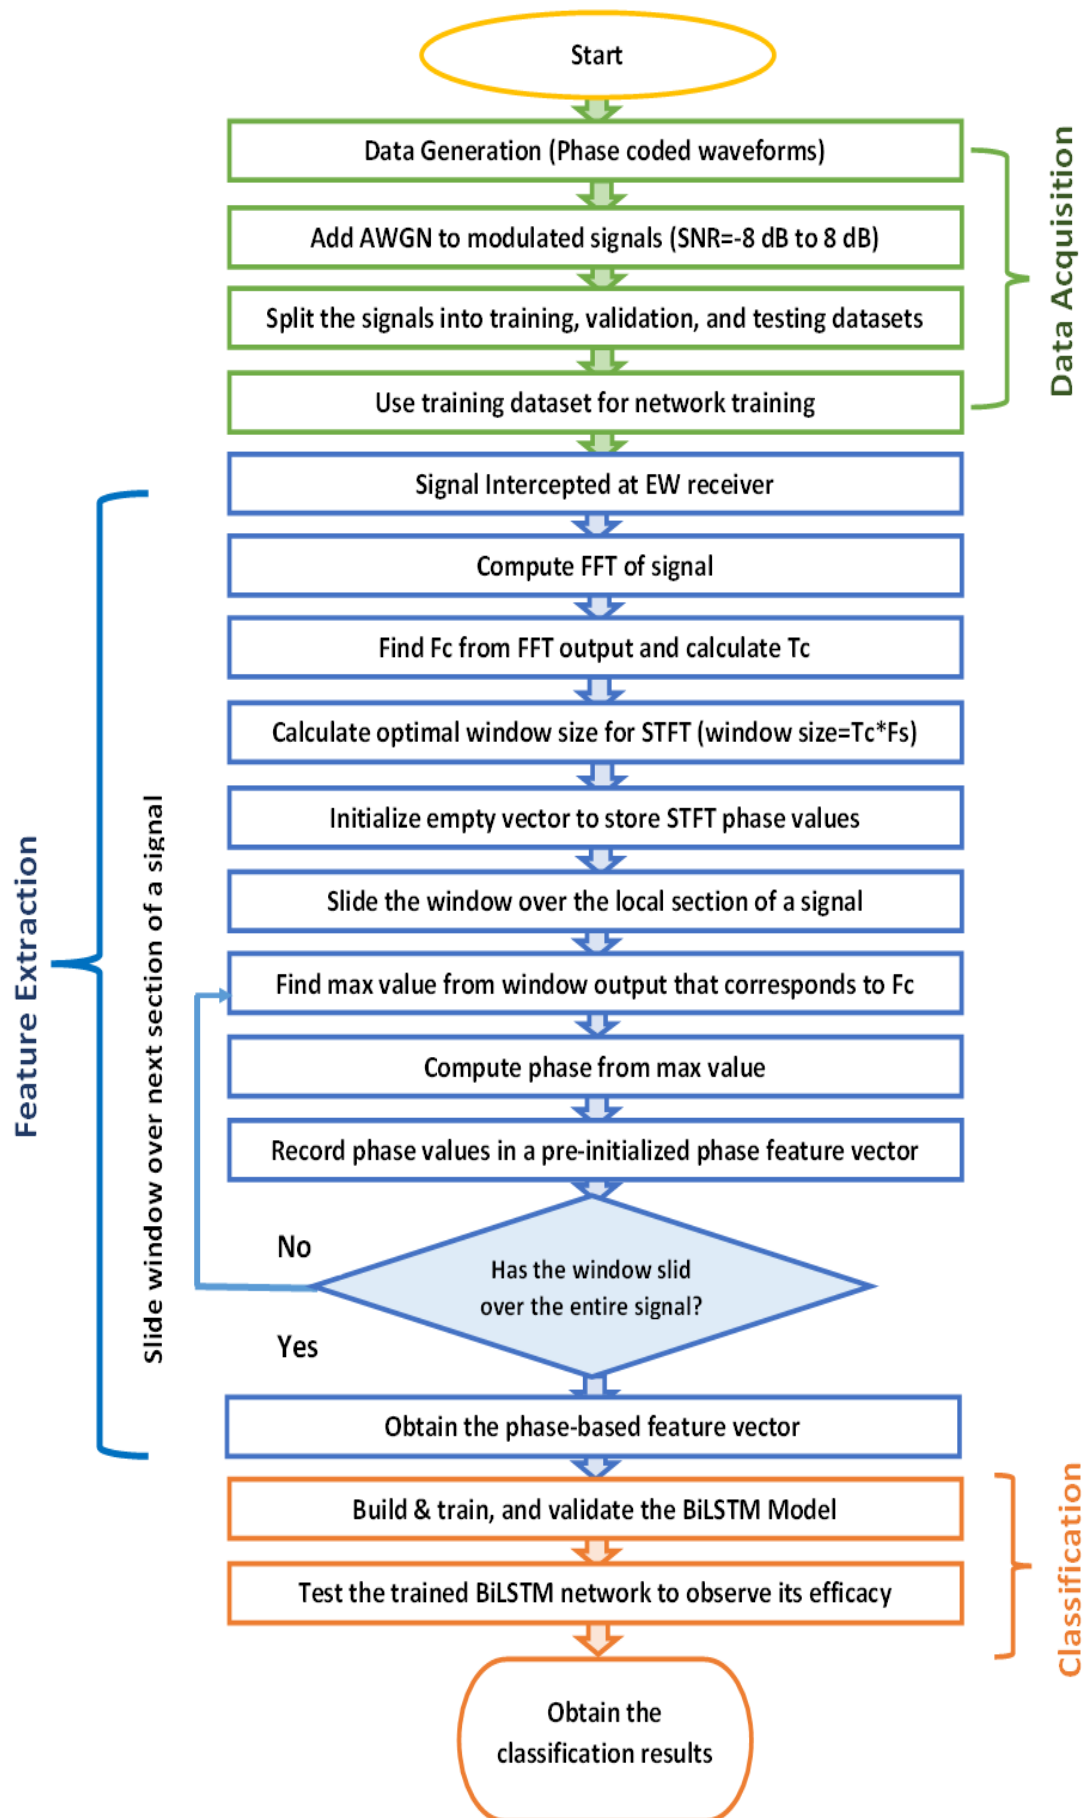 Start
Data Generation (Phase coded waveforms)
Add AWGN to modulated signals (SNR=-8 dB to 8 dB)
Split the signals into training, validation, and testing datasets
Use training dataset for network training
Data Acquisition
Signal Intercepted at EW receiver
Compute FFT of signal
Find Fc from FFT output and calculate Tc
Calculate optimal window size for STFT (window size=Tc*Fs)
Initialize empty vector to store STFT phase values
Slide the window over the local section of a signal
Find max value from window output that corresponds to Fc
Compute phase from max value
Record phase values in a pre-initialized phase feature vector
Has the window slid
over the entire signal?
No
Yes
Slide window over next section of a signal
Feature Extraction
Obtain the phase-based feature vector
Build & train, and validate the BiLSTM Model
Test the trained BiLSTM network to observe its efficacy
Classification
Obtain the
classification results